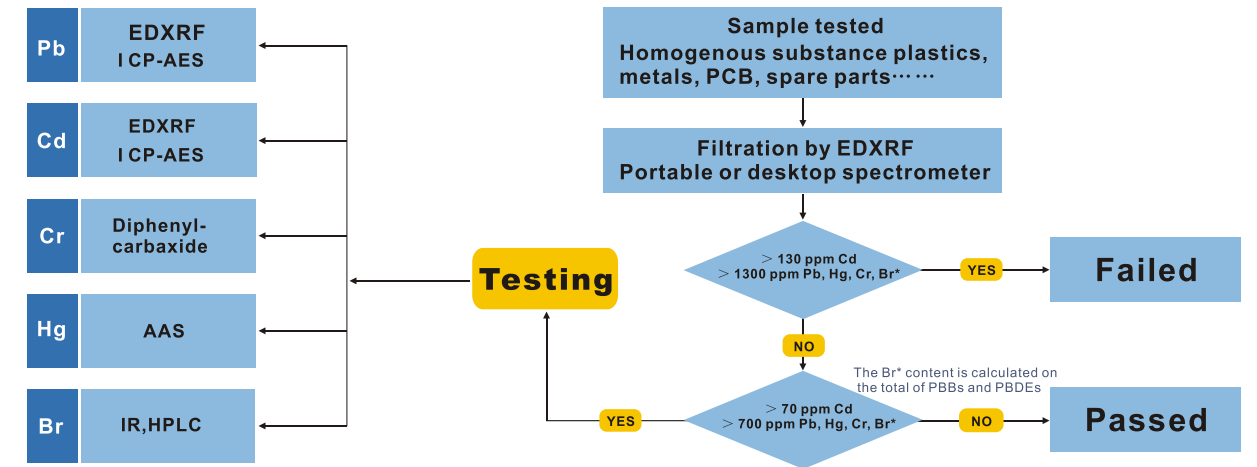 Pb
EDXRF
I CP-AES
Cd
EDXRF
I CP-AES
Cr
Diphenyl-
carbaxide
Hg
AAS
Br
IR,HPLC
Testing
Sample tested
Homogenous substance plastics,
metals, PCB, spare parts⋯ ⋯
Filtration by EDXRF
Portable or desktop spectrometer
> 130 ppm Cd
> 1300 ppm Pb, Hg, Cr, Br*
YES
Failed
NO
The Br* content is calculated on
the total of PBBs and PBDEs
> 70 ppm Cd
> 700 ppm Pb, Hg, Cr, Br*
YES
NO
Passed